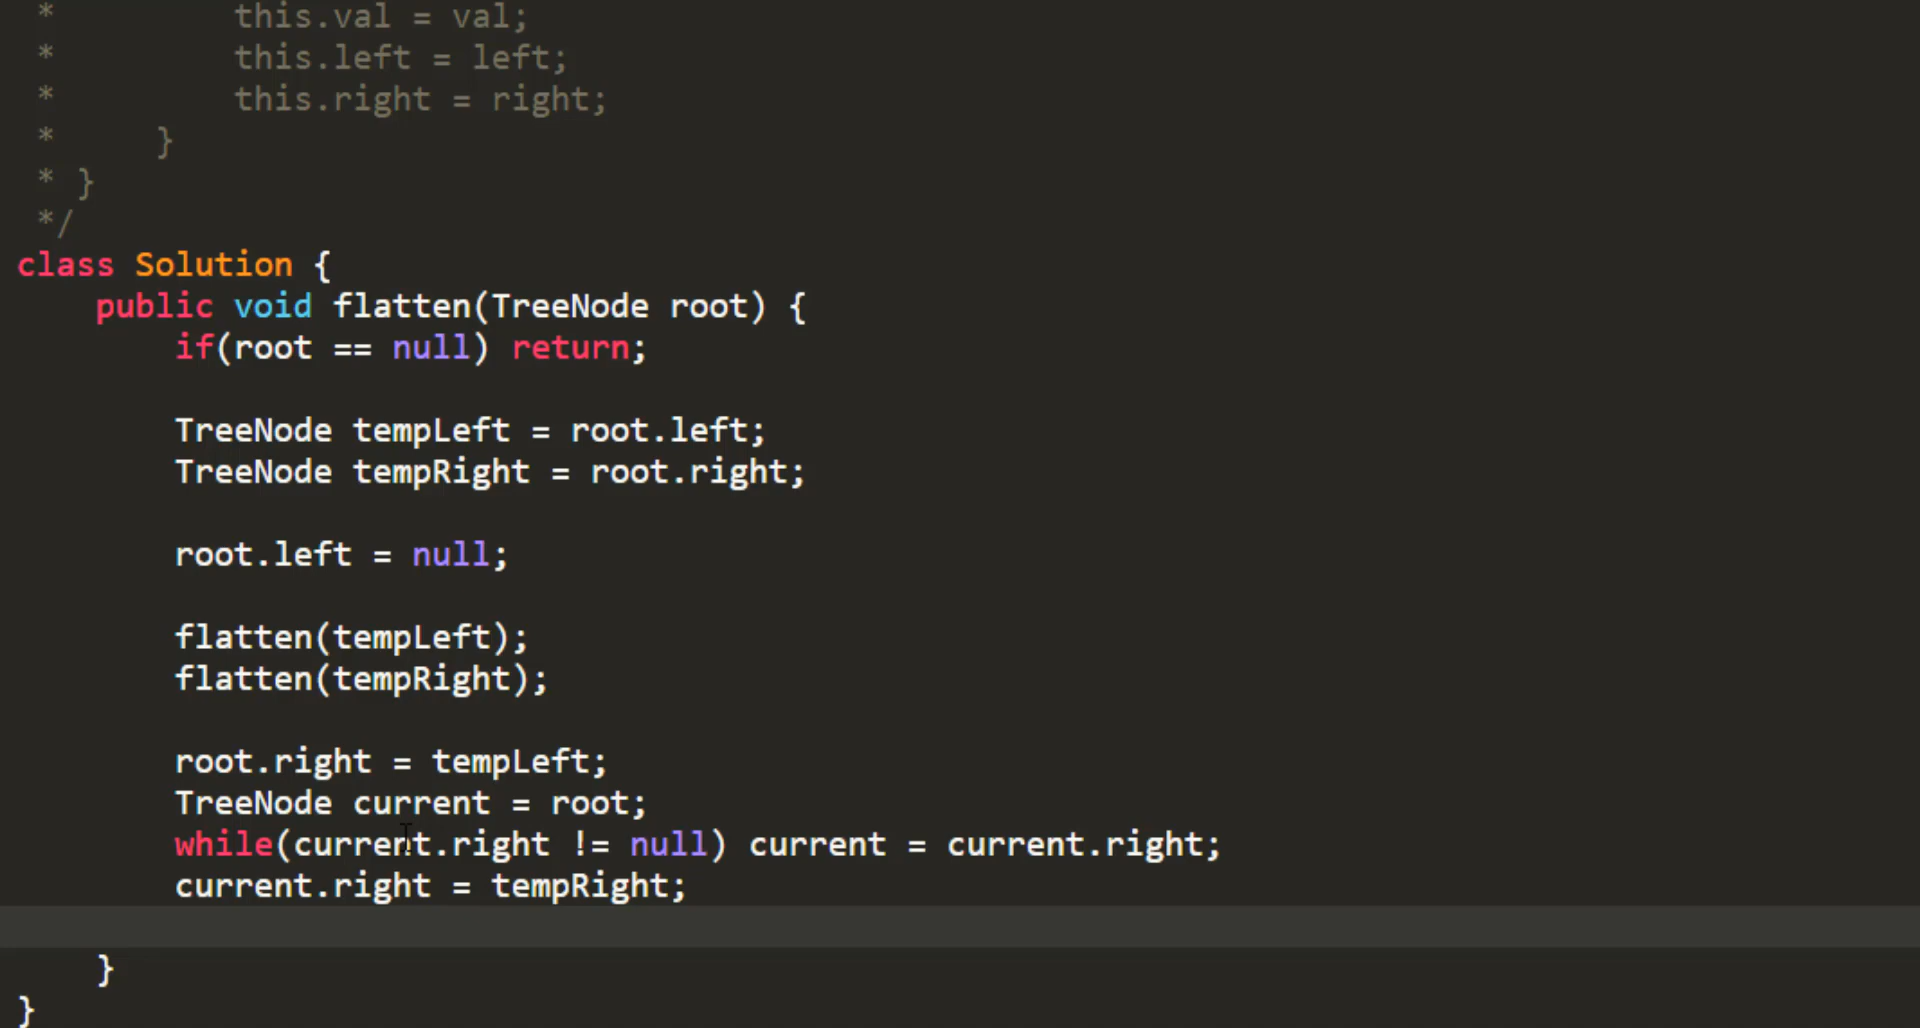 *         this.val = val;
*         this.left = left;
*         this.right = right;
*     }
* }
*/
class Solution {
    public void flatten(TreeNode root) {
        if(root == null) return;
        TreeNode tempLeft = root.left;
        TreeNode tempRight = root.right;
        root.left = null;
        flatten(tempLeft);
        flatten(tempRight);
        root.right = tempLeft;
        TreeNode current = root;
        while(current.right != null) current = current.right;
        current.right = tempRight;
    }
}